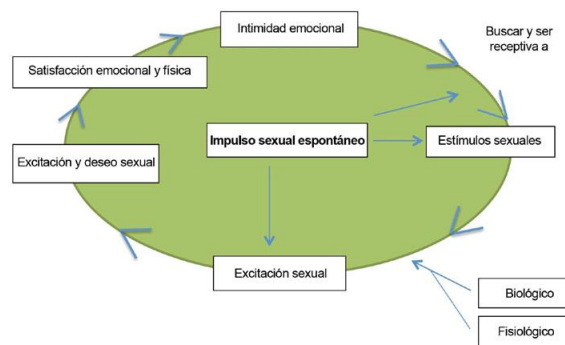 Intimidad emocional
Buscar y ser
receptiva a
Satisfacción emocional y física
Impulso sexual espontáneo
Estímulos sexuales
Excitación y deseo sexual
Excitación sexual
Biológico
Fisiológico